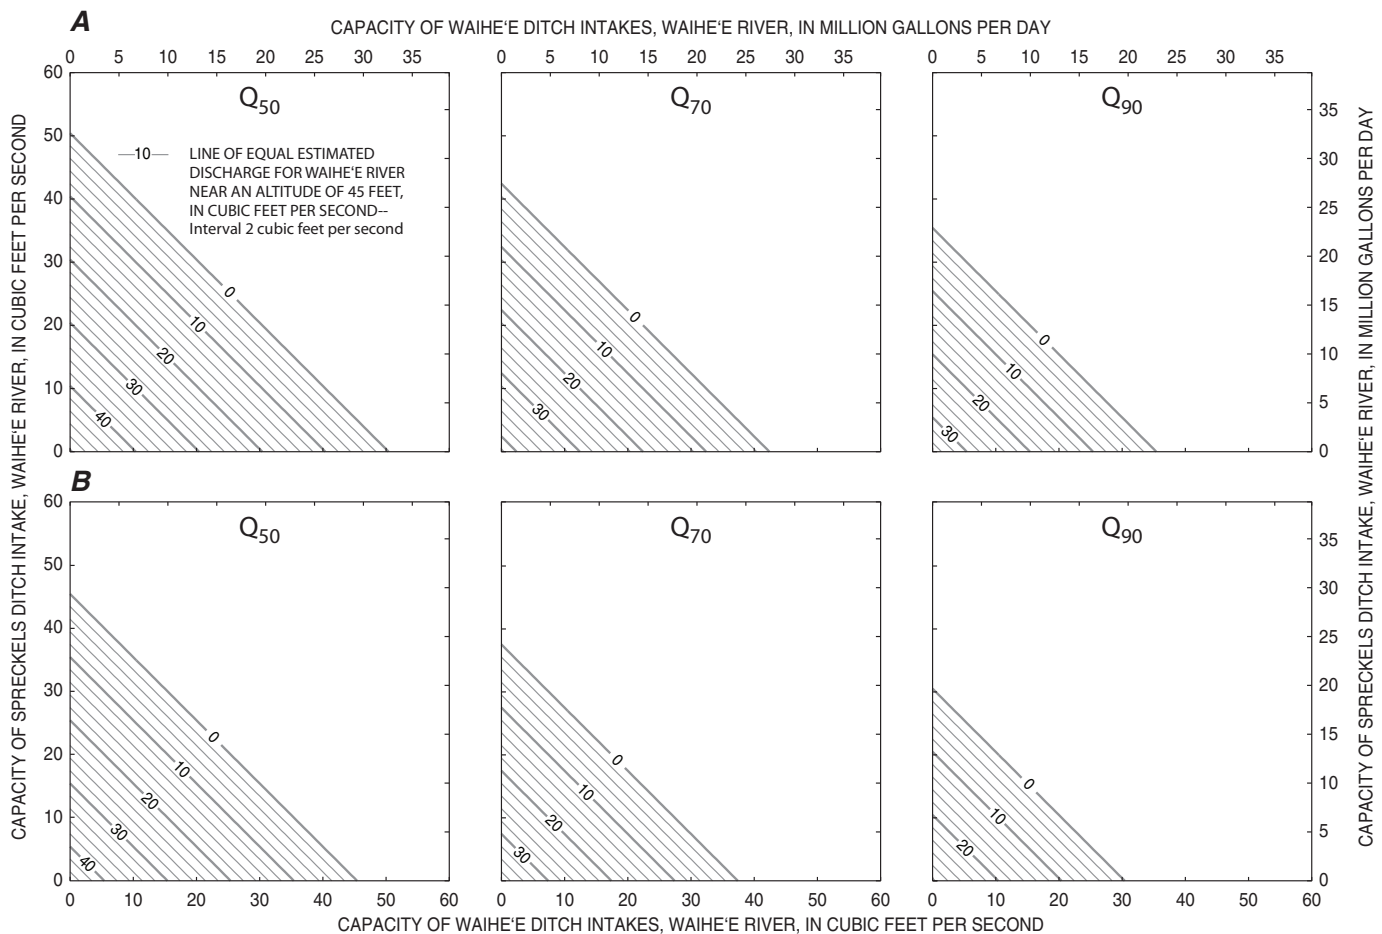 A
CAPACITY OF WAIHE‘E DITCH INTAKES, WAIHE‘E RIVER, IN MILLION GALLONS PER DAY
0 5 10 15 20 25 30 35
0 5 10 15 20 25 30 35
0 5 10 15 20 25 30 35
CAPACITY OF SPRECKELS DITCH INTAKE, WAIHE‘E RIVER, IN CUBIC FEET PER SECOND
60
50
40
30
20
10
0
Q50
—10— LINE OF EQUAL ESTIMATED
DISCHARGE FOR WAIHE‘E RIVER
NEAR AN ALTITUDE OF 45 FEET,
IN CUBIC FEET PER SECOND--
Interval 2 cubic feet per second
0
10
20
30
40
Q70
0
10
20
30
Q90
0
10
20
30
35
30
25
20
15
10
5
0
CAPACITY OF SPRECKELS DITCH INTAKE, WAIHE‘E RIVER, IN MILLION GALLONS PER DAY
B
60
50
40
30
20
10
0
Q50
0
10
20
30
40
Q70
0
10
20
30
Q90
0
10
20
35
30
25
20
15
10
5
0
0 10 20 30 40 50 60
0 10 20 30 40 50 60
0 10 20 30 40 50 60
CAPACITY OF WAIHE‘E DITCH INTAKES, WAIHE‘E RIVER, IN CUBIC FEET PER SECOND